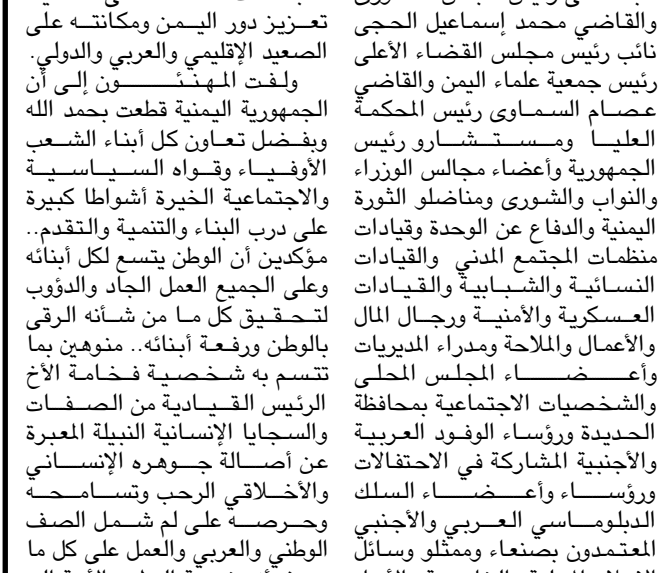 والقاضي محمد إسماعيل الحجى
نائب رئيس مجلس القضاء الأعلى
رئيس جمعية علماء اليمن والقاضي
عصام السماوى رئيس المحكمة
العليا ومستشارو رئيس
الجمهورية وأعضاء مجالس الوزراء
والنواب والشورى ومناضلو الثورة
اليمنية والدفاع عن الوحدة وقيادات
منظمات المجتمع المدني والقيادات
النسائية والشبابية والقيادات
العسكرية والأمنية ورجال المال
والأعمال والملاحة ومدراء المديريات
وأعضاء المجلس المحلى
والشخصيات الاجتماعية بمحافظة
الحديدة ورؤساء الوفود العربية
والأجنبية المشاركة في الاحتفالات
ورؤساء وأعضاء السلك
الدبلوماسي العربي والأجنبي
المعتمدون بصنعاء وممثلو وسائل
تعزيز دور اليمن ومكانته على
الصعيد الإقليمي والعربي والدولي.
ولفت المهنئون إلى أن
الجمهورية اليمنية قطعت بحمد الله
وبفضل تعاون كل أبناء الشعب
الأوفياء وقواه السياسية
والاجتماعية الخيرة أشواطا كبيرة
على درب البناء والتنمية والتقدم..
مؤكدين أن الوطن يتسع لكل أبنائه
وعلى الجميع العمل الجاد والدؤوب
لتحقيق كل ما من شأنه الرقى
بالوطن ورفعة أبنائه.. منوهين بما
تتسم به شخصية فخامة الأخ
الرئيس القيادية من الصفات
والسجايا الإنسانية النبيلة المعبرة
عن أصالة جوهره الإنساني
والأخلاقي الرحب وتسامحه
وحرصه على لم شمل الصف
الوطني والعربي والعمل على كل ما